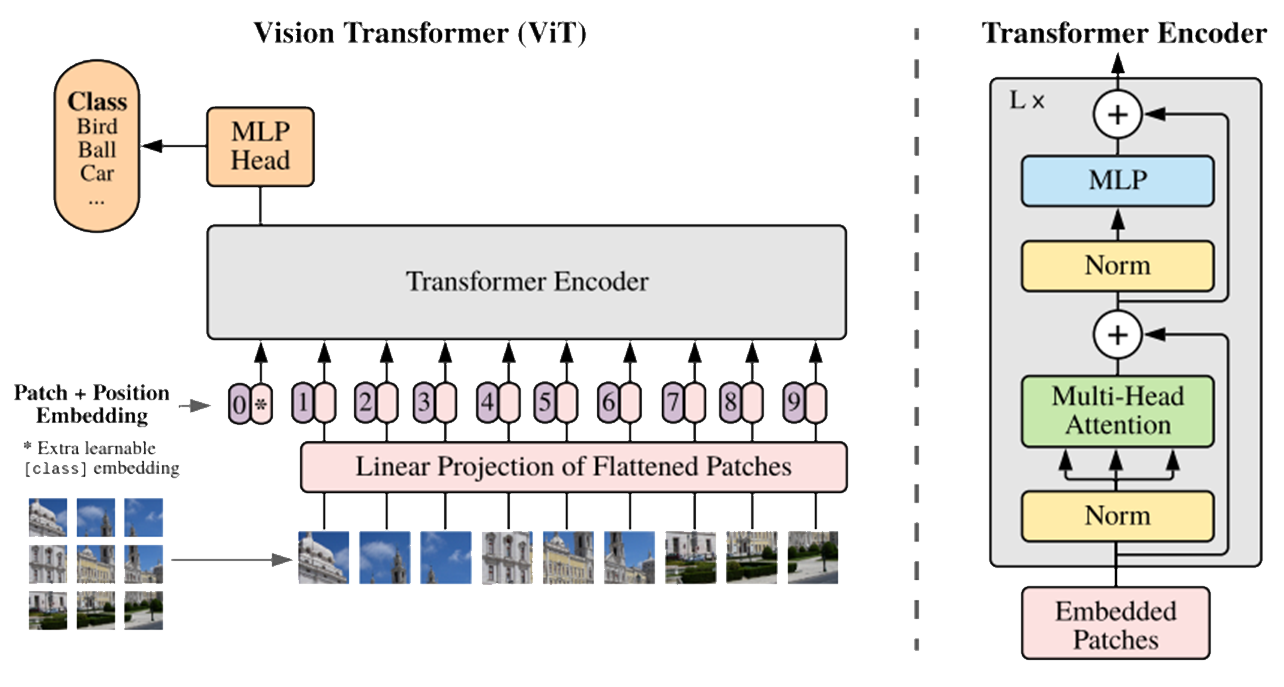 Vision Transformer (ViT)
Class
Bird
Ball
Car
...
MLP
Head
Transformer Encoder
Patch + Position
Embedding
* Extra learnable
[class] embedding
0 * 1 2 3 4 5 6 7 8 9
Linear Projection of Flattened Patches
Transformer Encoder
L x
+
MLP
Norm
+
Multi-Head
Attention
Norm
Embedded
Patches